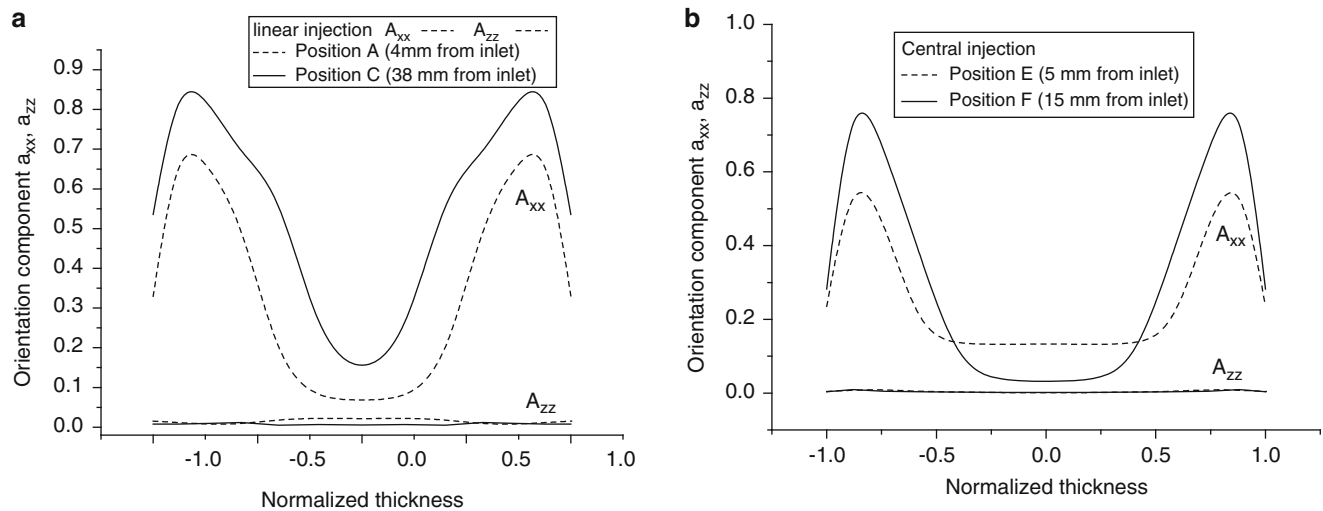 a
linear injection A_xx A_zz
Position A (4mm from inlet)
Position C (38 mm from inlet)
0.9
0.8
0.7
0.6
0.5
0.4
0.3
0.2
0.1
0.0
Orientation component a_xx, a_zz
A_xx
A_zz
-1.0 -0.5 0.0 0.5 1.0
Normalized thickness
b
Central injection
Position E (5 mm from inlet)
Position F (15 mm from inlet)
1.0
0.8
0.6
0.4
0.2
0.0
Orientation component a_xx, a_zz
A_xx
A_zz
-1.0 -0.5 0.0 0.5 1.0
Normalized thickness